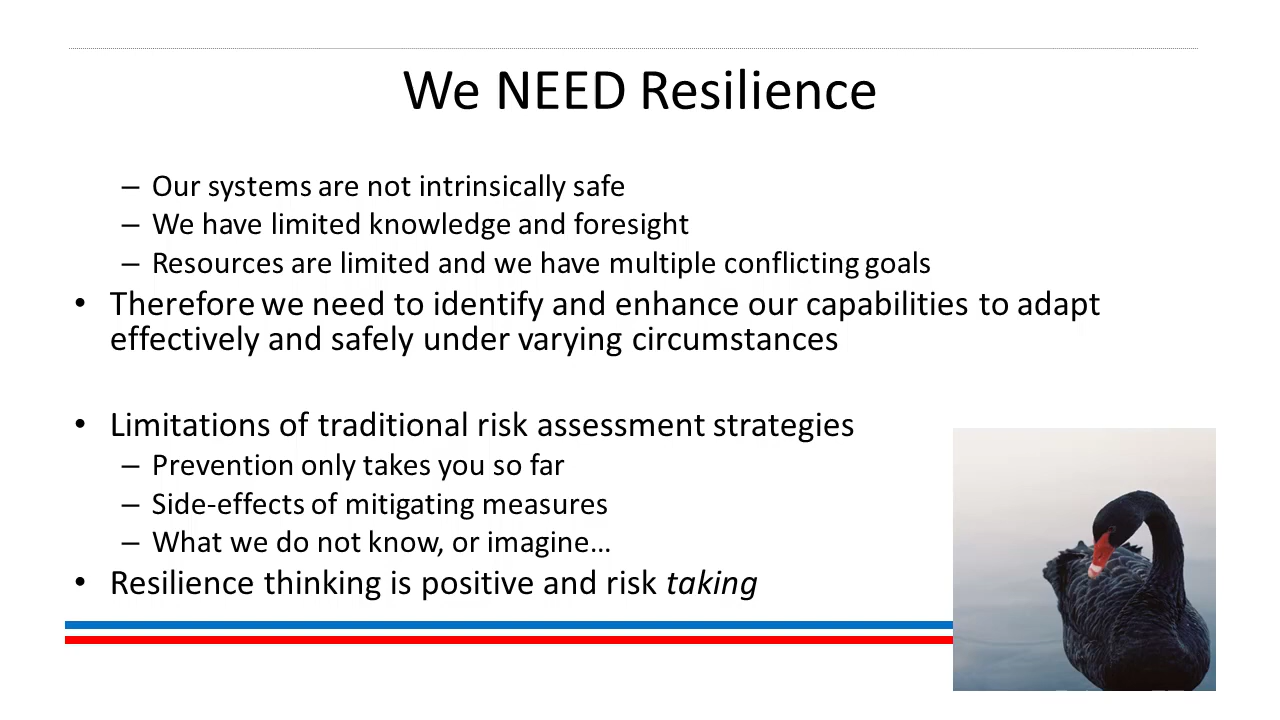 We NEED Resilience
– Our systems are not intrinsically safe
– We have limited knowledge and foresight
– Resources are limited and we have multiple conflicting goals
• Therefore we need to identify and enhance our capabilities to adapt
effectively and safely under varying circumstances
• Limitations of traditional risk assessment strategies
– Prevention only takes you so far
– Side-effects of mitigating measures
– What we do not know, or imagine…
• Resilience thinking is positive and risk taking